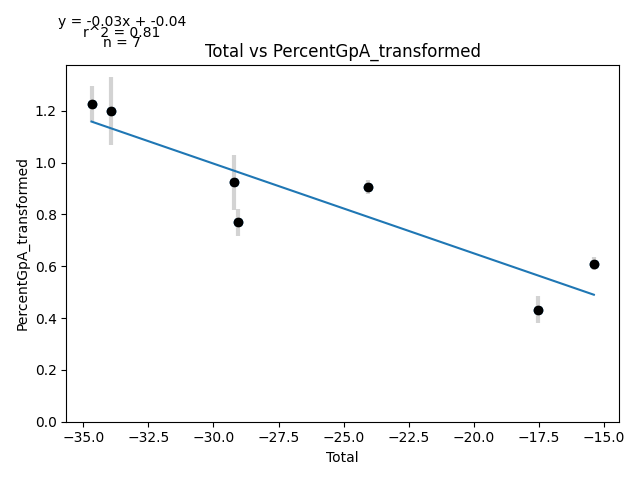 y = -0.03x + -0.04
r^2 = 0.81
n = 7
Total vs PercentGpA_transformed
PercentGpA_transformed
1.2
1.0
0.8
0.6
0.4
0.2
0.0
−35.0 −32.5 −30.0 −27.5 −25.0 −22.5 −20.0 −17.5 −15.0
Total